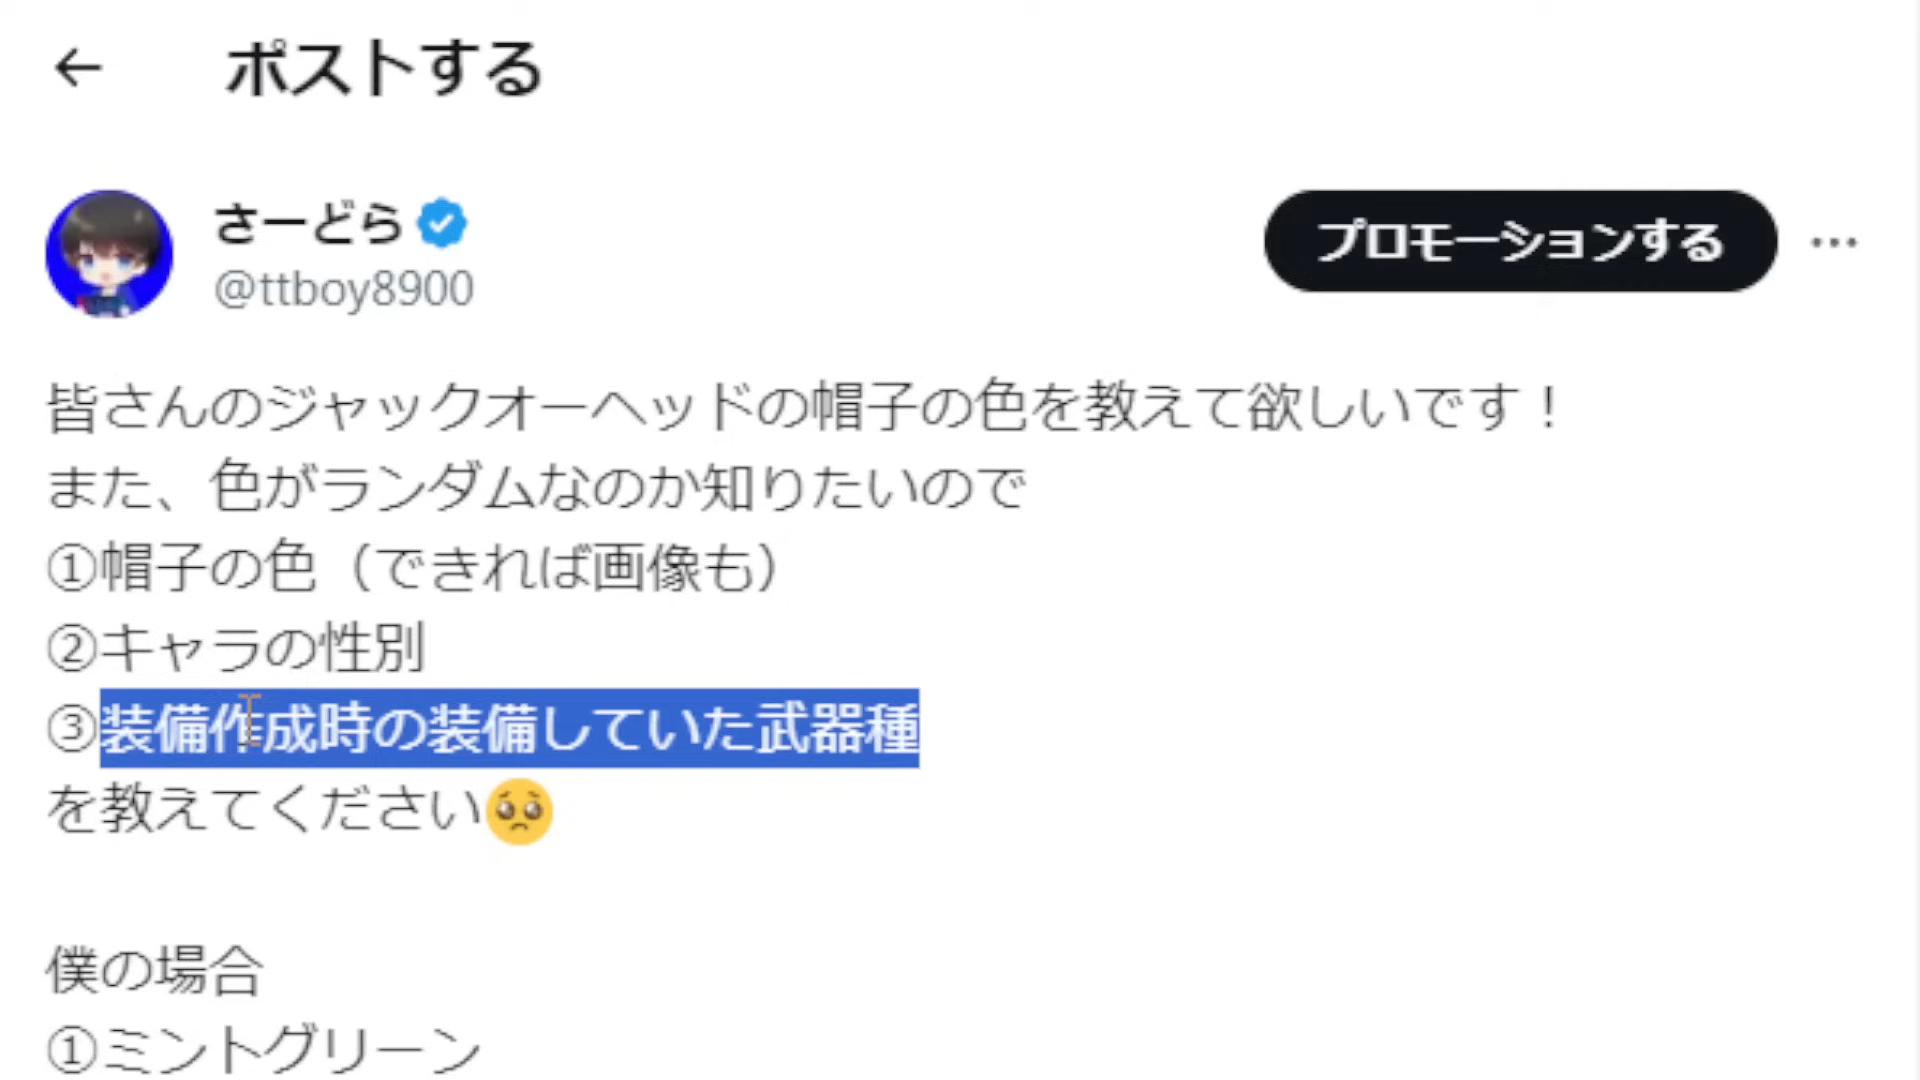 ポストする
さーどら
@ttboy8900
プロモーションする
皆さんのジャックオーヘッドの帽子の色を教えて欲しいです！
また、色がランダムなのか知りたいので
①帽子の色（できれば画像も）
②キャラの性別
③装備作成時の装備していた武器種
を教えてください🥺
僕の場合
①ミントグリーン